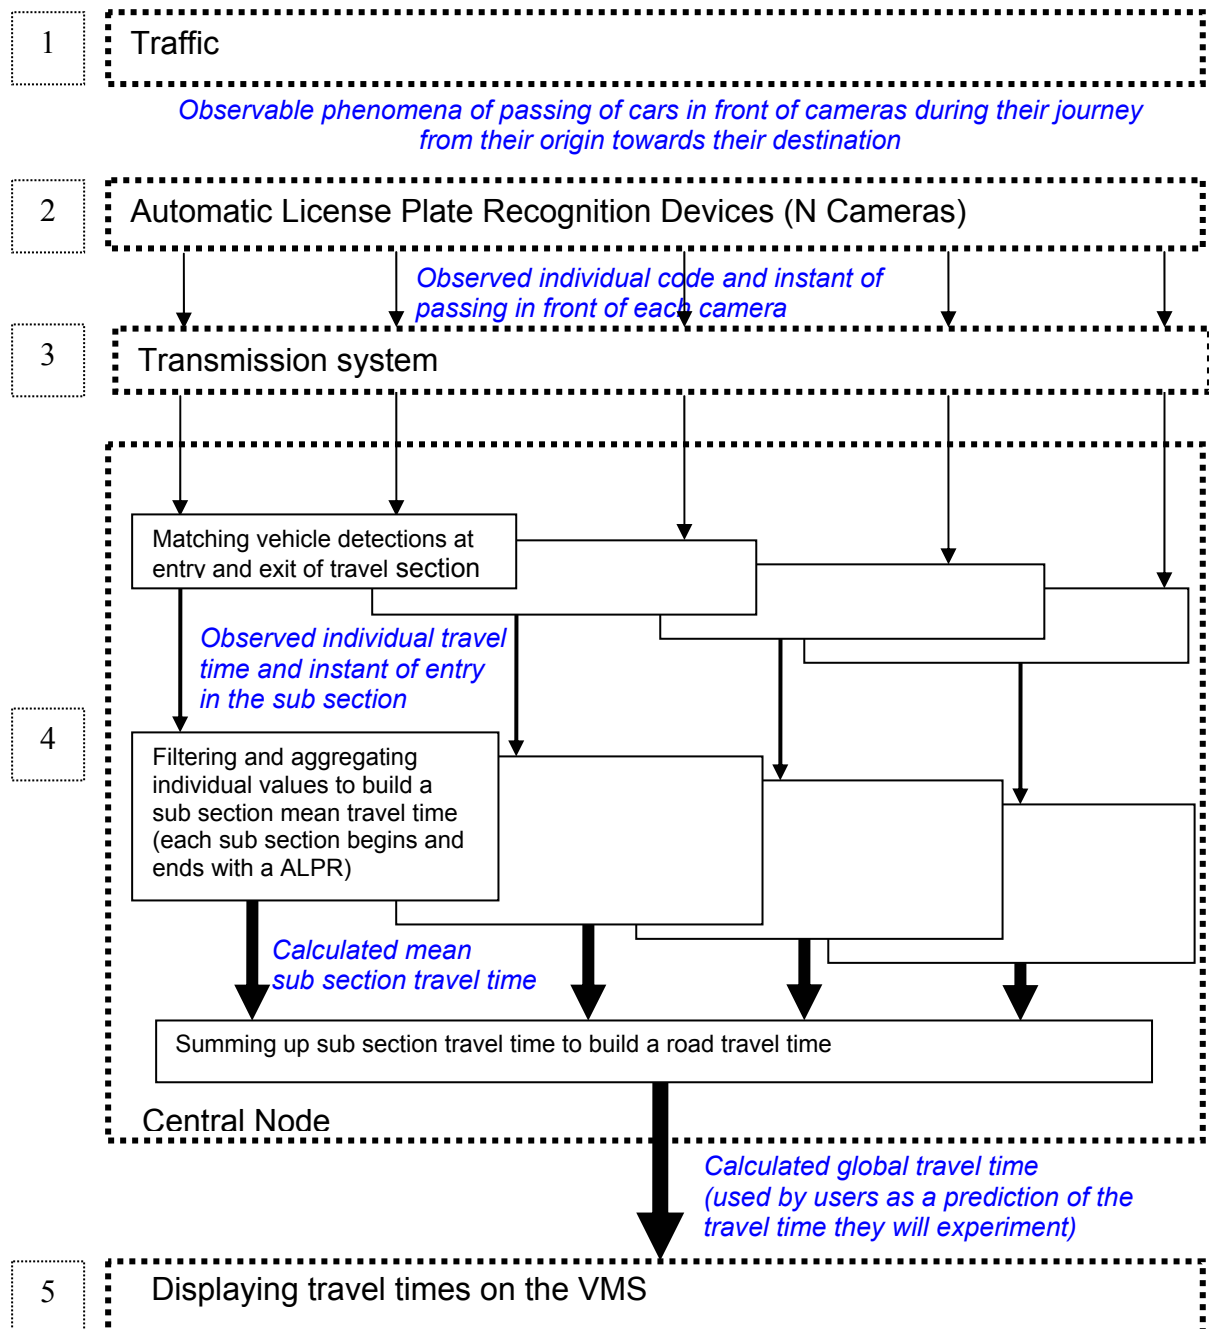 1
Traffic
Observable phenomena of passing of cars in front of cameras during their journey
from their origin towards their destination
2
Automatic License Plate Recognition Devices (N Cameras)
Observed individual code and instant of
passing in front of each camera
3
Transmission system
Matching vehicle detections at
entry and exit of travel section
Observed individual travel
time and instant of entry
in the sub section
4
Filtering and aggregating
individual values to build a
sub section mean travel time
(each sub section begins and
ends with a ALPR)
Calculated mean
sub section travel time
Summing up sub section travel time to build a road travel time
Central Node
Calculated global travel time
(used by users as a prediction of the
travel time they will experiment)
5
Displaying travel times on the VMS